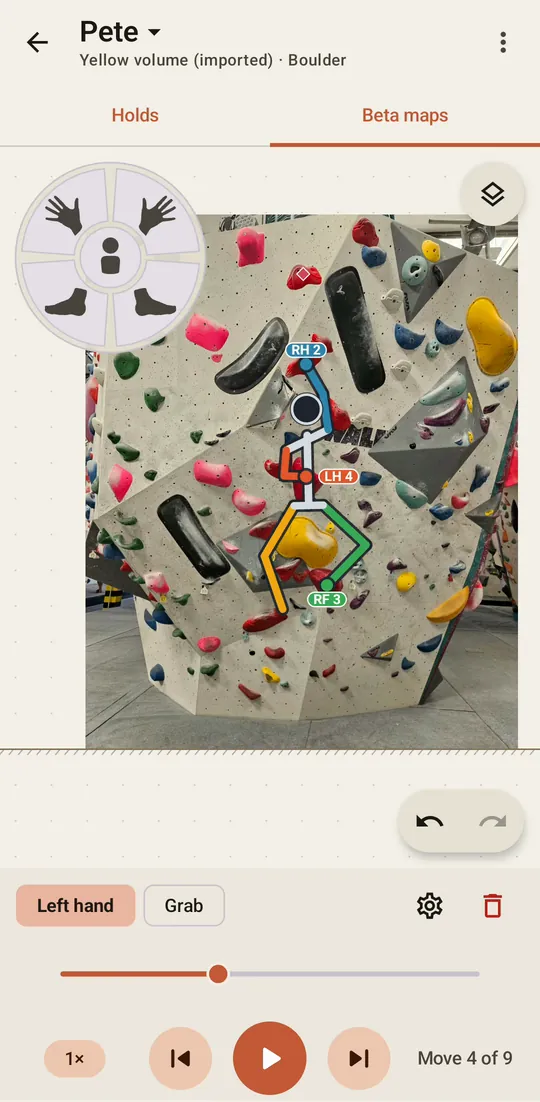 Pete
Yellow volume (imported) · Boulder
Holds
Beta maps
RH 2
LH 4
RF 3
Left hand
Grab
1×
Move 4 of 9